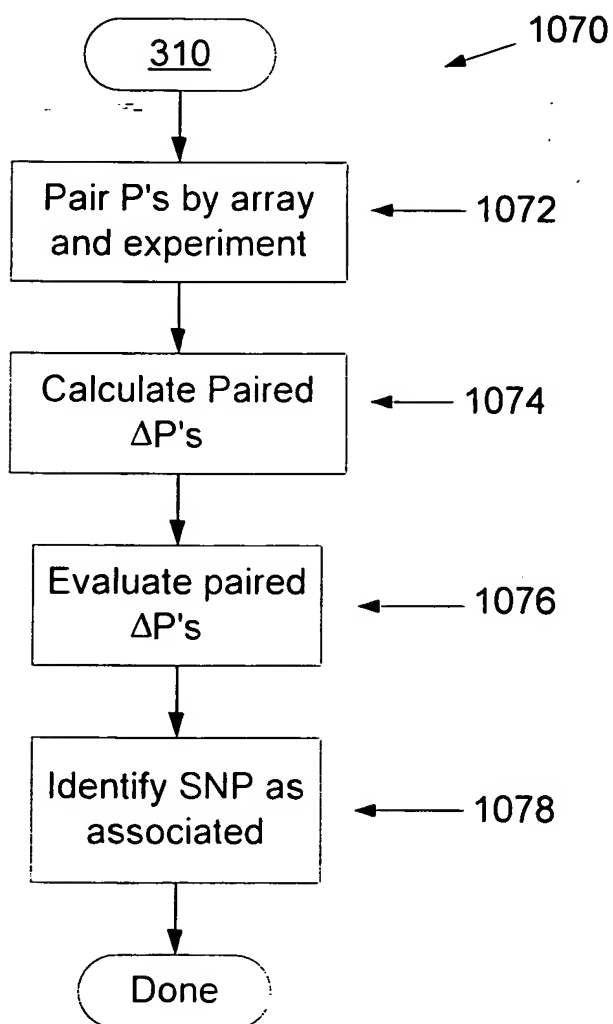 310
1070
Pair P's by array
and experiment
1072
Calculate Paired
ΔP's
1074
Evaluate paired
ΔP's
1076
Identify SNP as
associated
1078
Done